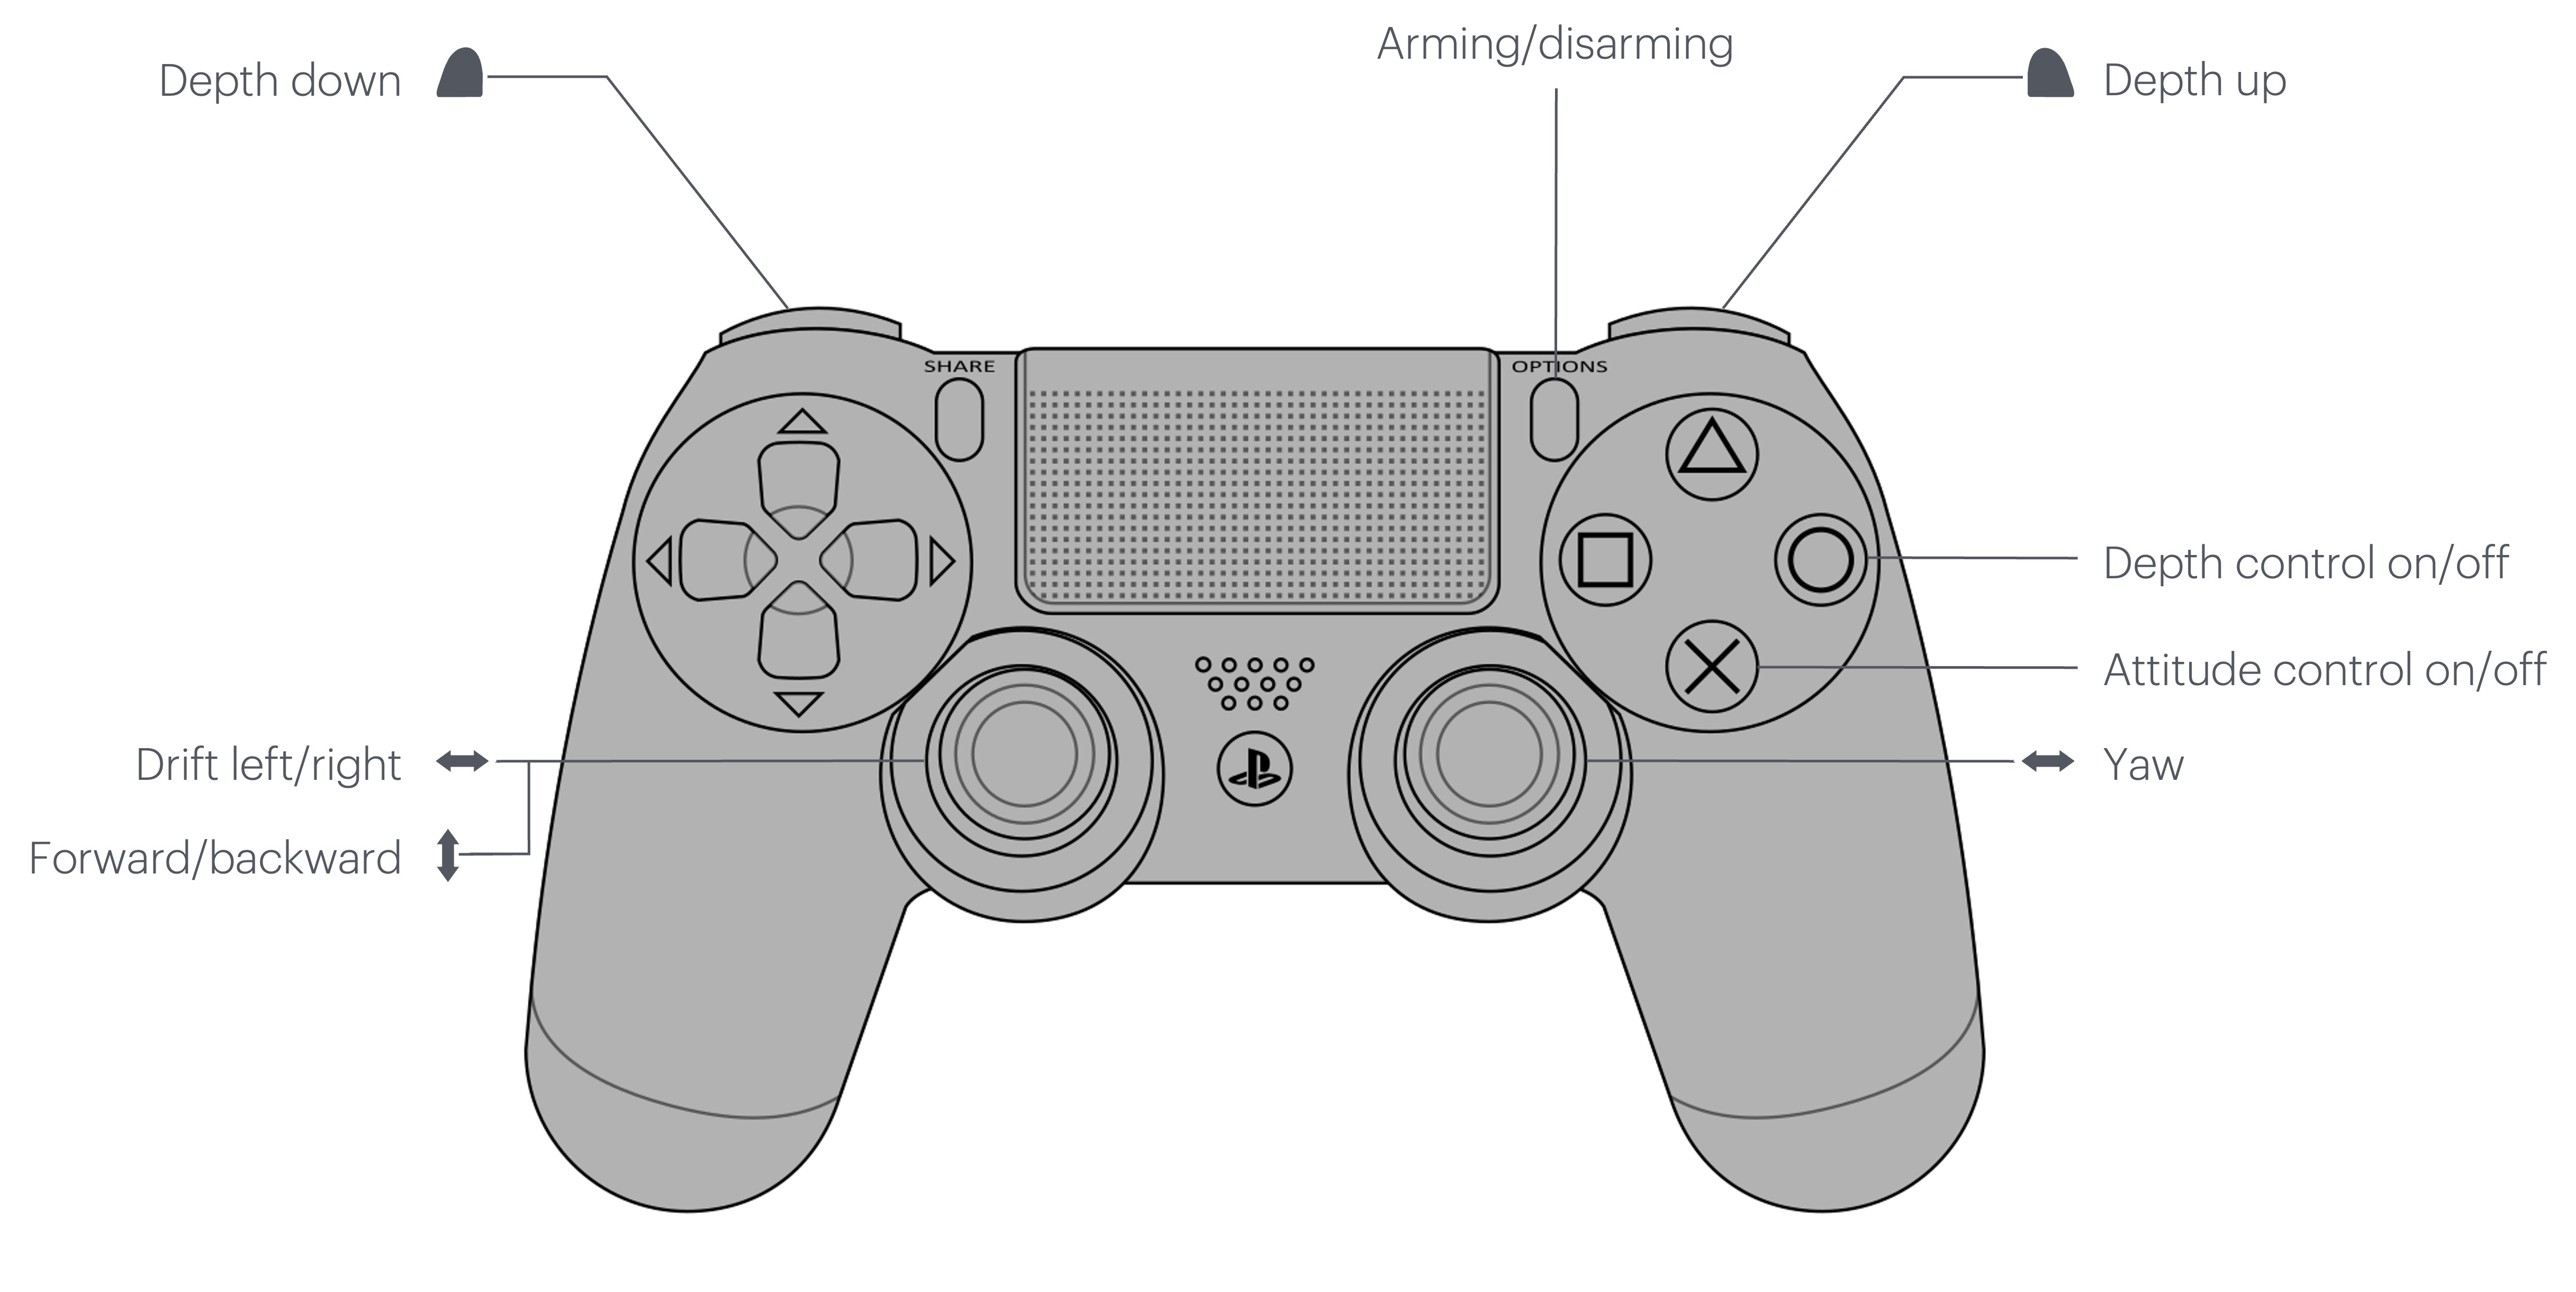 Arming/disarming
Depth down
Depth up
SHARE
OPTIONS
Depth control on/off
Attitude control on/off
Drift left/right
Yaw
Forward/backward